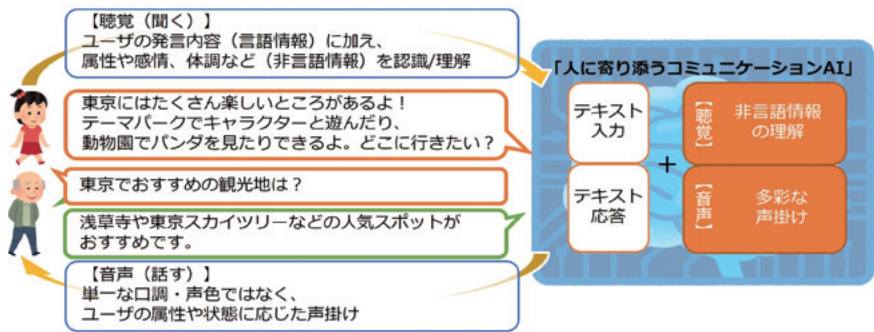 【聴覚（聞く）】
ユーザの発言内容（言語情報）に加え、
属性や感情、体調など（非言語情報）を認識/理解
東京にはたくさん楽しいところがあるよ！
テーマパークでキャラクターと遊んだり、
動物園でパンダを見たりできるよ。どこに行きたい？
東京でおすすめの観光地は？
浅草寺や東京スカイツリーなどの人気スポットが
おすすめです。
【音声（話す）】
単一な口調・声色ではなく、
ユーザの属性や状態に応じた声掛け
「人に寄り添うコミュニケーションAI」
テキスト
入力
+
【聴覚】
非言語情報
の理解
テキスト
応答
【音声】
多彩な
声掛け